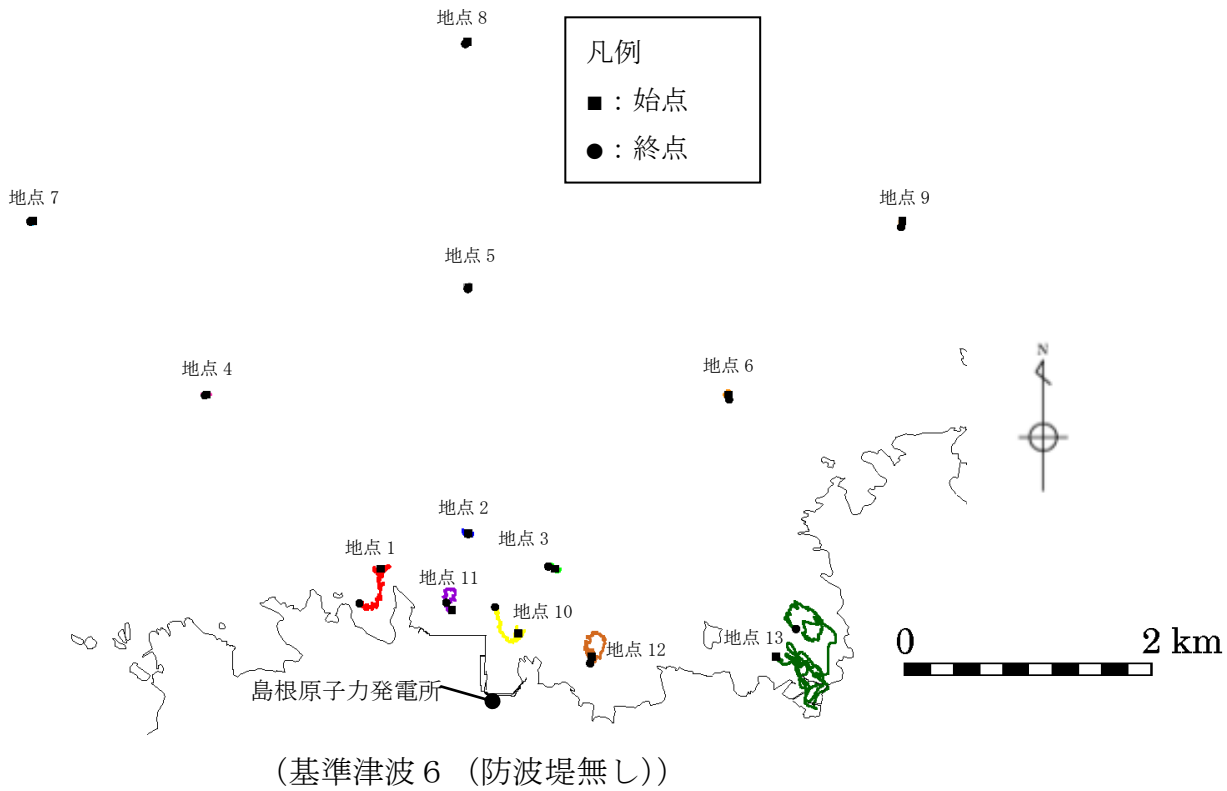 地点 8
凡例
■ : 始点
● : 終点
地点 7
地点 9
地点 5
地点 4
地点 6
N
地点 2
地点 3
地点 1
地点 11
地点 10
地点 12
地点 13
0 2 km
島根原子力発電所
(基準津波６ (防波堤無し))